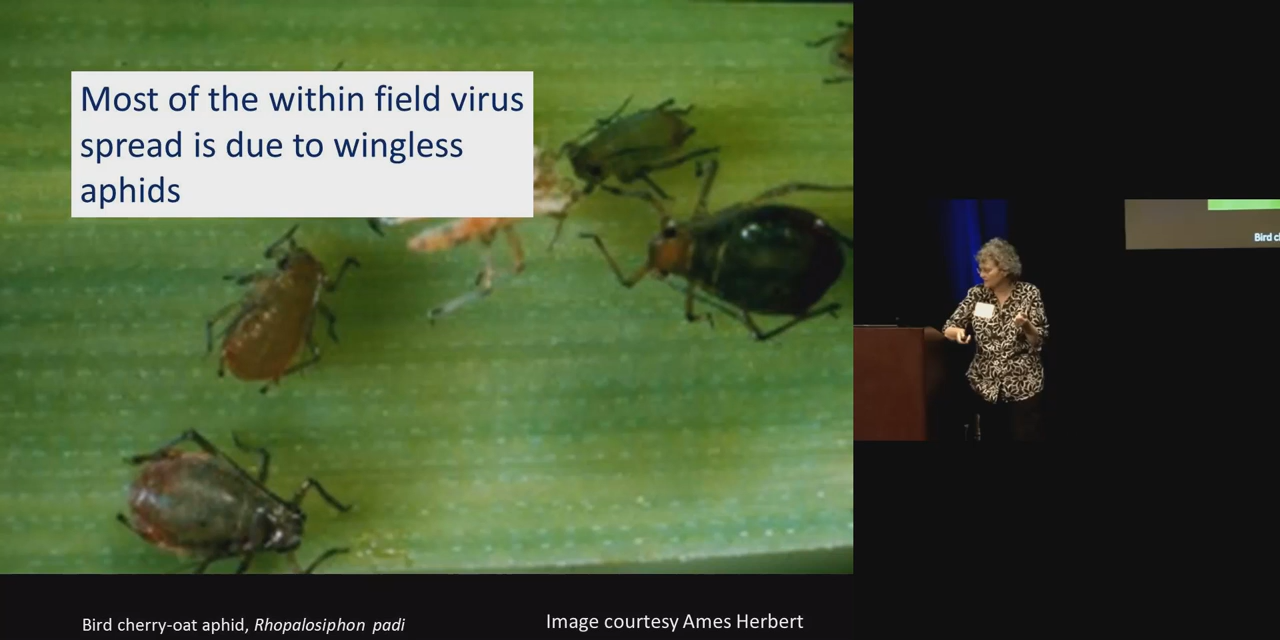 Most of the within field virus
spread is due to wingless
aphids
Bird cherry-oat aphid, Rhopalosiphon padi
Image courtesy Ames Herbert
Bird c